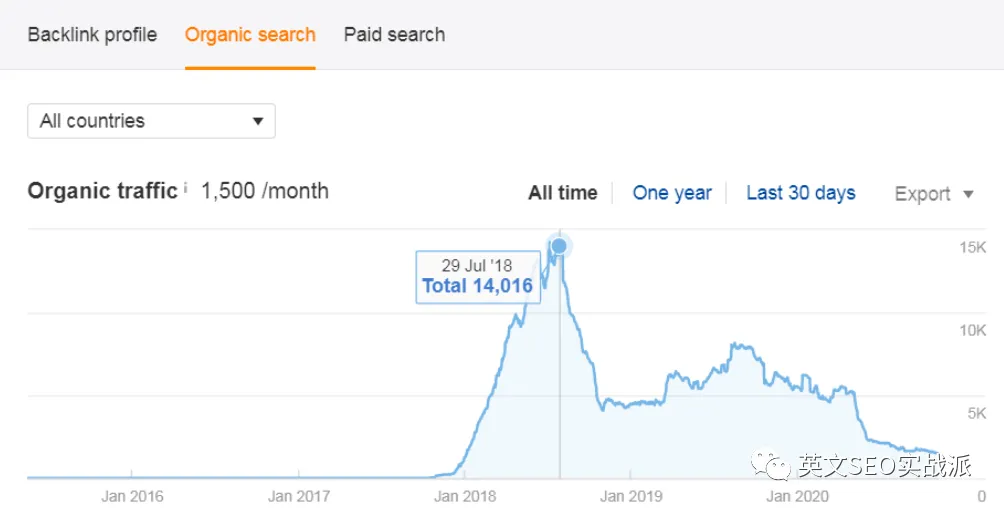 Backlink profile Organic search Paid search
All countries
Organic traffic i 1,500 /month All time One year Last 30 days Export
15K
29 Jul '18
Total 14,016
10K
5K
英文SEO实战派
Jan 2016 Jan 2017 Jan 2018 Jan 2019 Jan 2020 0